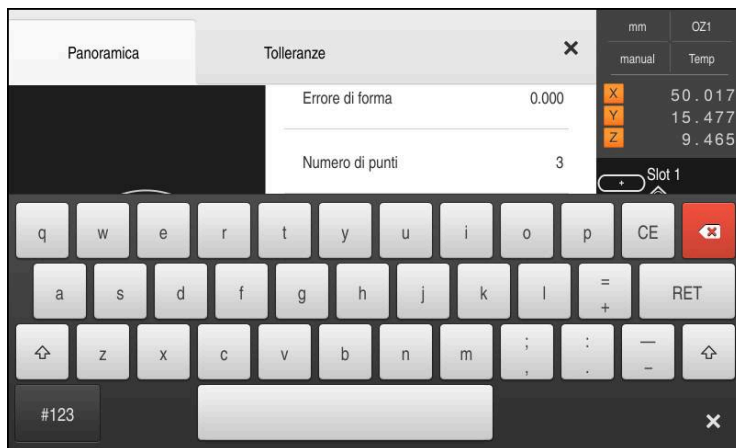 Panoramica Tolleranze ×
mm OZ1
manual Temp
Errore di forma 0.000
Numero di punti 3
X 50.017
Y 15.477
Z 9.465
Slot 1
q w e r t y u i o p CE
a s d f g h j k l = + RET
z x c v b n m ; , : . — -
#123 ×